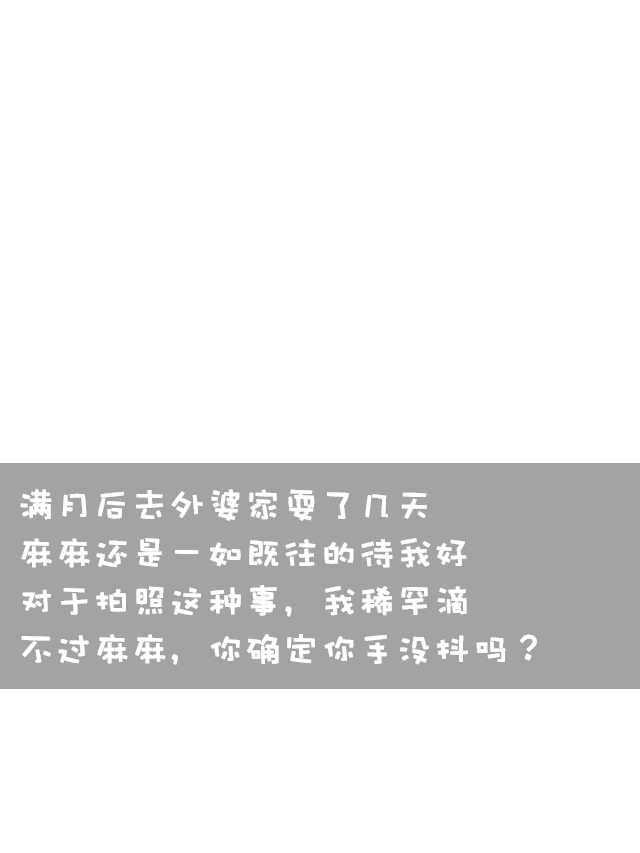 满月后去外婆家耍了几天
麻麻还是一如既往的待我好
对于拍照这种事，我稀罕滴
不过麻麻，你确定你手没抖吗？